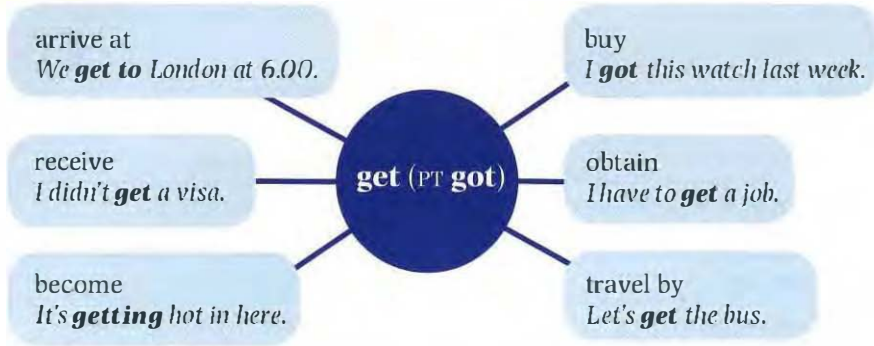 arrive at
We get to London at 6.00.
buy
I got this watch last week.
receive
I didn't get a visa.
get (PT got)
obtain
I have to get a job.
become
It's getting hot in here.
travel by
Let's get the bus.